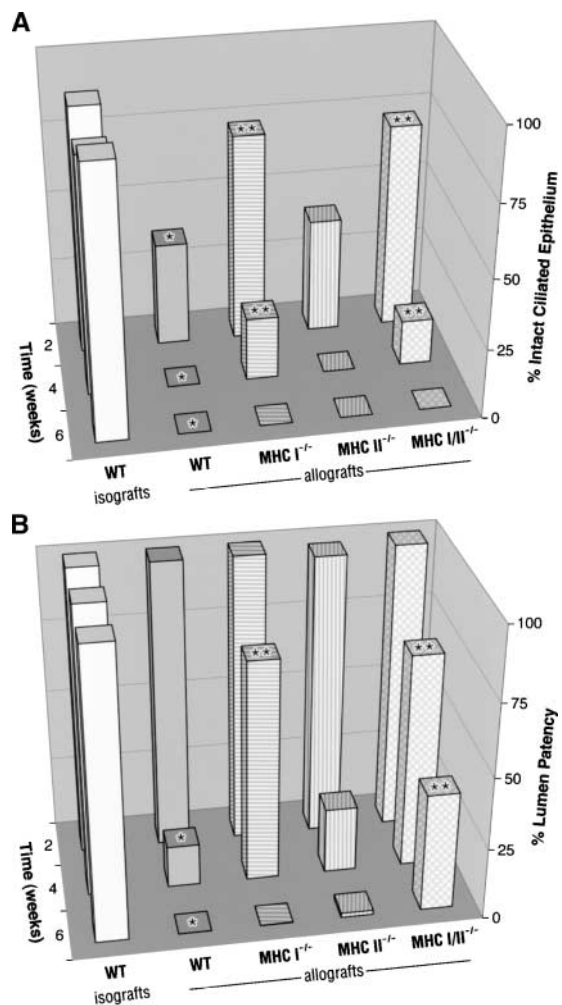 A
100
75
50
25
0
% Intact Ciliated Epithelium
Time (weeks)
2
4
6
*
**
**
*
**
**
*
WT WT MHC I-/- MHC II-/- MHC I/II-/-
isografts allografts
B
100
75
50
25
0
% Lumen Patency
Time (weeks)
2
4
6
*
**
**
*
**
WT WT MHC I-/- MHC II-/- MHC I/II-/-
isografts allografts